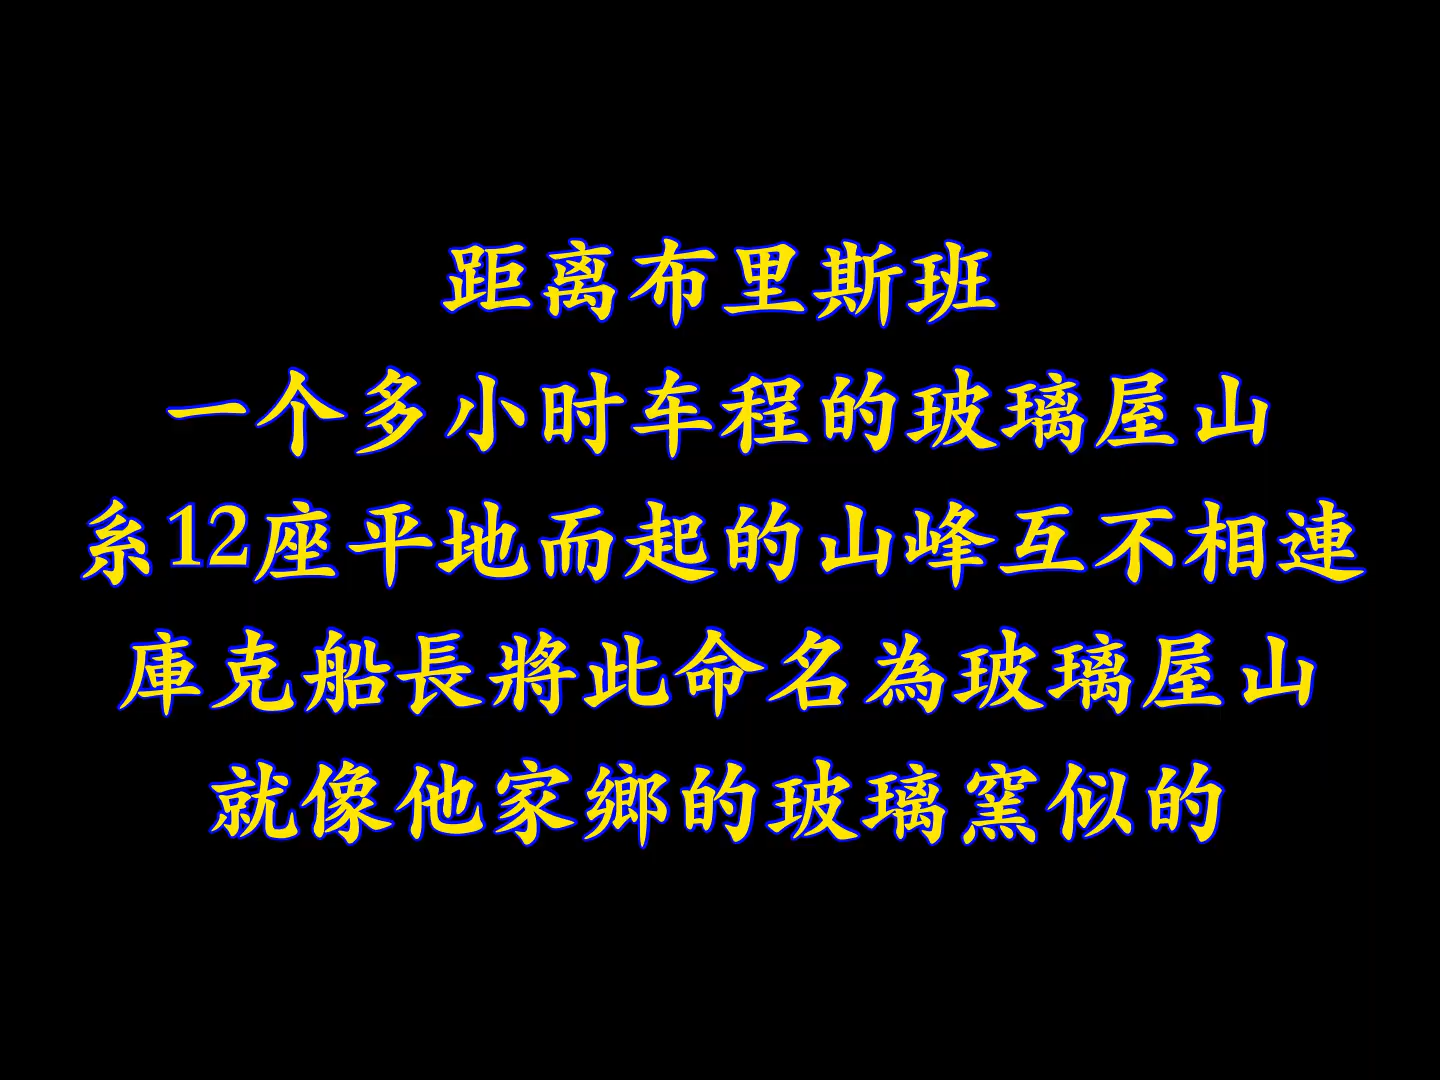 距离布里斯班
一个多小时车程的玻璃屋山
系12座平地而起的山峰互不相連
庫克船長將此命名為玻璃屋山
就像他家鄉的玻璃窯似的